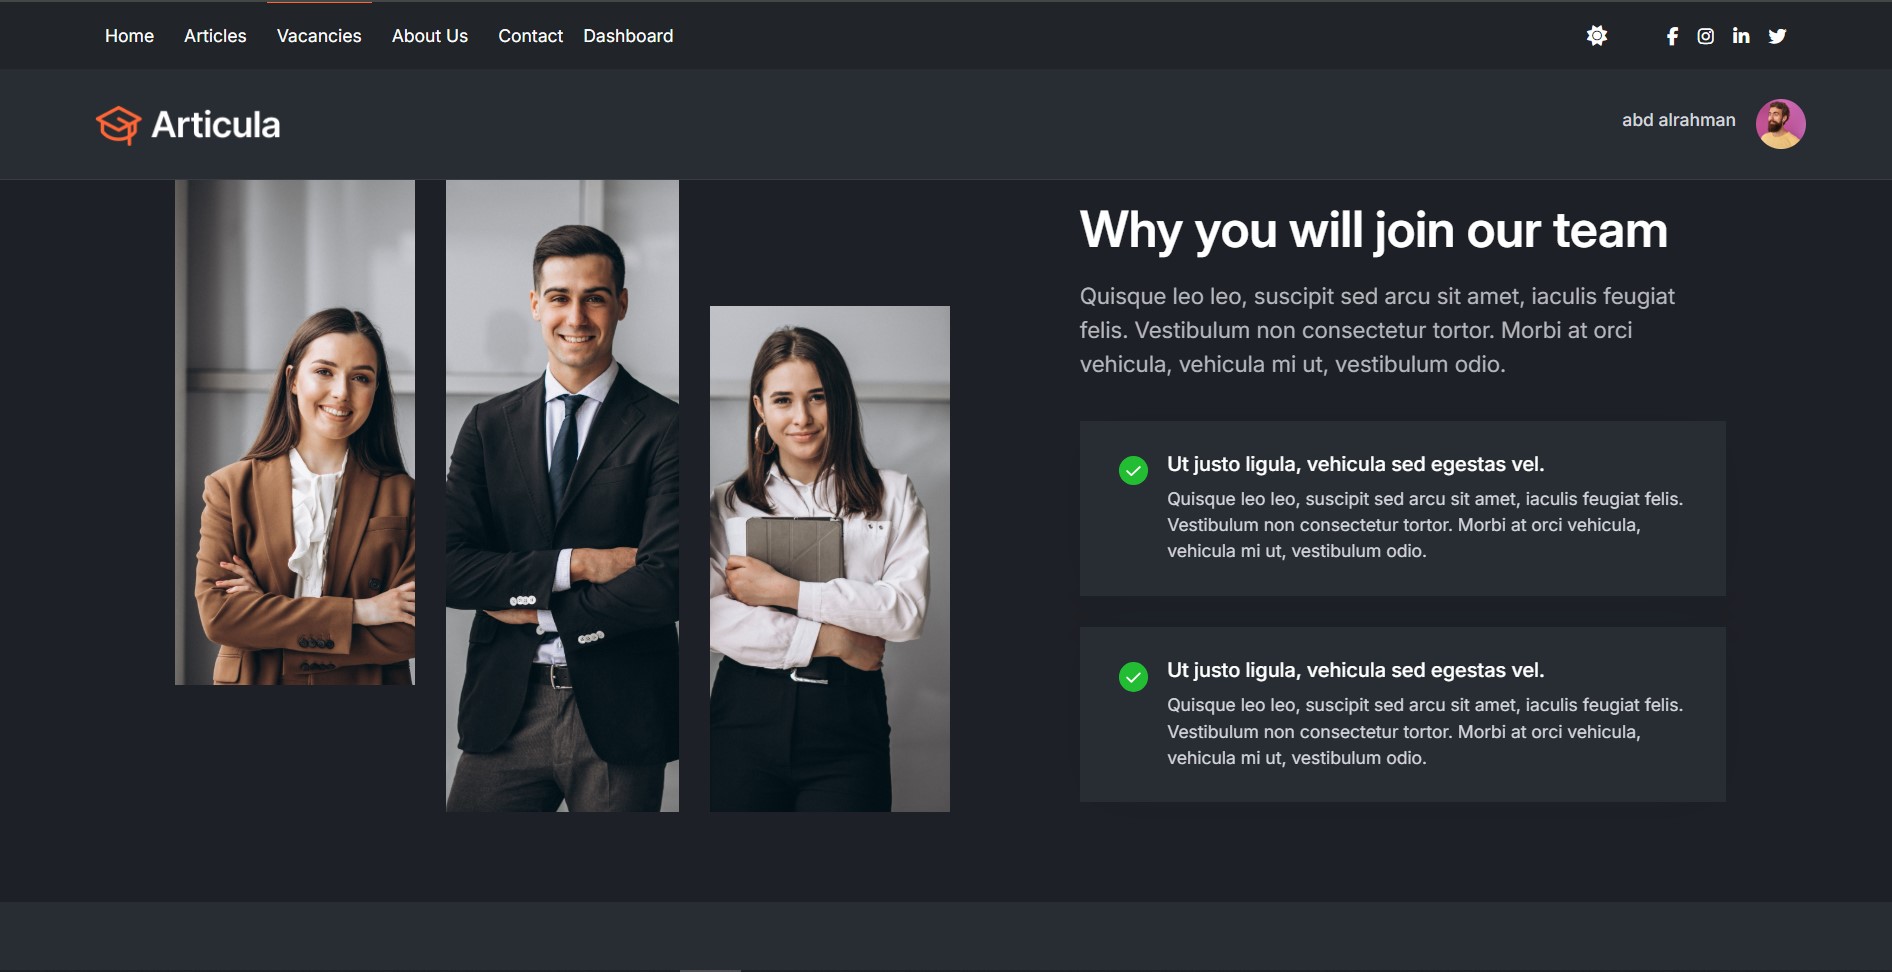 Home Articles Vacancies About Us Contact Dashboard
Articula
abd alrahman
Why you will join our team
Quisque leo leo, suscipit sed arcu sit amet, iaculis feugiat
felis. Vestibulum non consectetur tortor. Morbi at orci
vehicula, vehicula mi ut, vestibulum odio.
Ut justo ligula, vehicula sed egestas vel.
Quisque leo leo, suscipit sed arcu sit amet, iaculis feugiat felis.
Vestibulum non consectetur tortor. Morbi at orci vehicula,
vehicula mi ut, vestibulum odio.
Ut justo ligula, vehicula sed egestas vel.
Quisque leo leo, suscipit sed arcu sit amet, iaculis feugiat felis.
Vestibulum non consectetur tortor. Morbi at orci vehicula,
vehicula mi ut, vestibulum odio.